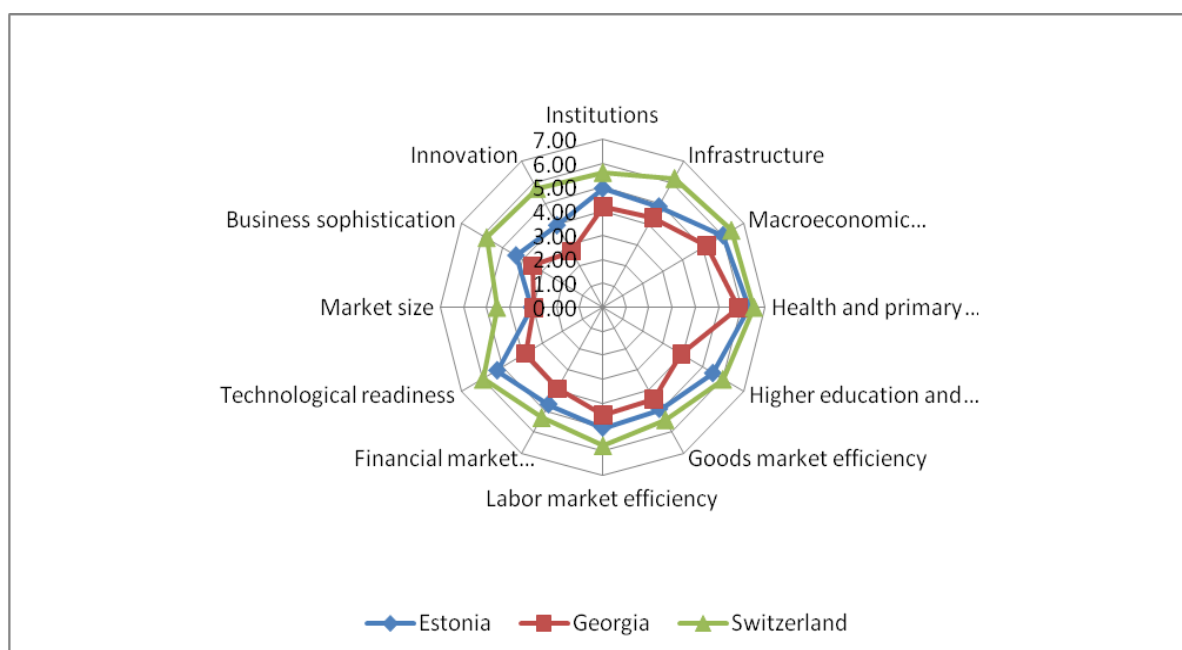 Institutions
7.00
6.00
5.00
4.00
3.00
2.00
1.00
0.00
Infrastructure
Macroeconomic...
Health and primary...
Higher education and...
Goods market efficiency
Labor market efficiency
Financial market...
Technological readiness
Market size
Business sophistication
Innovation
Estonia Georgia Switzerland